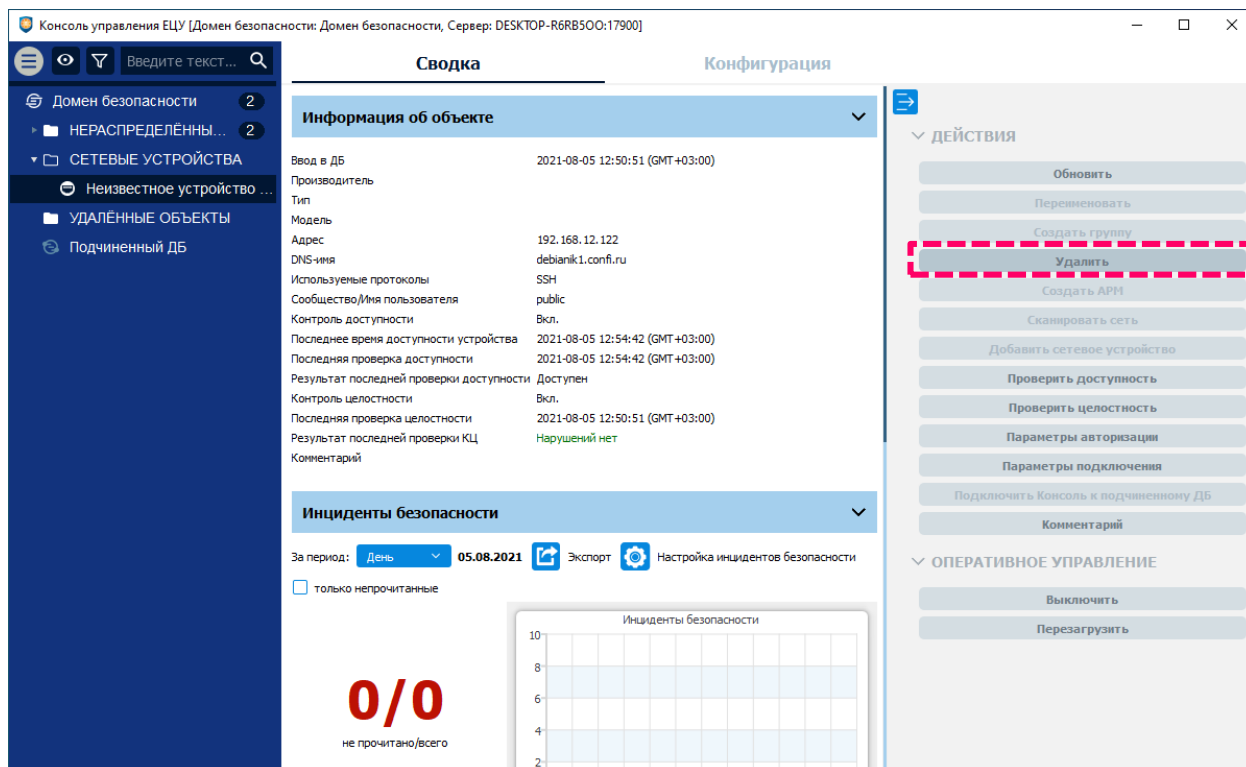 Консоль управления ЕЦУ [Домен безопасности: Домен безопасности, Сервер: DESKTOP-R6RB5OO:17900]
Введите текст...
Домен безопасности 2
НЕРАСПРЕДЕЛЁННЫ... 2
СЕТЕВЫЕ УСТРОЙСТВА
Неизвестное устройство ...
УДАЛЁННЫЕ ОБЪЕКТЫ
Подчиненный ДБ
Сводка
Конфигурация
Информация об объекте
Ввод в ДБ 2021-08-05 12:50:51 (GMT+03:00)
Производитель
Тип
Модель
Адрес 192.168.12.122
DNS-имя debianik1.confi.ru
Используемые протоколы SSH
Сообщество/Имя пользователя public
Контроль доступности Вкл.
Последнее время доступности устройства 2021-08-05 12:54:42 (GMT+03:00)
Последняя проверка доступности 2021-08-05 12:54:42 (GMT+03:00)
Результат последней проверки доступности Доступен
Контроль целостности Вкл.
Последняя проверка целостности 2021-08-05 12:50:51 (GMT+03:00)
Результат последней проверки КЦ Нарушений нет
Комментарий
Инциденты безопасности
За период: День 05.08.2021 Экспорт Настройка инцидентов безопасности
только непрочитанные
0/0
не прочитано/всего
Инциденты безопасности
10
8
6
4
2
ДЕЙСТВИЯ
Обновить
Переименовать
Создать группу
Удалить
Создать АРМ
Сканировать сеть
Добавить сетевое устройство
Проверить доступность
Проверить целостность
Параметры авторизации
Параметры подключения
Подключить Консоль к подчиненному ДБ
Комментарий
ОПЕРАТИВНОЕ УПРАВЛЕНИЕ
Выключить
Перезагрузить